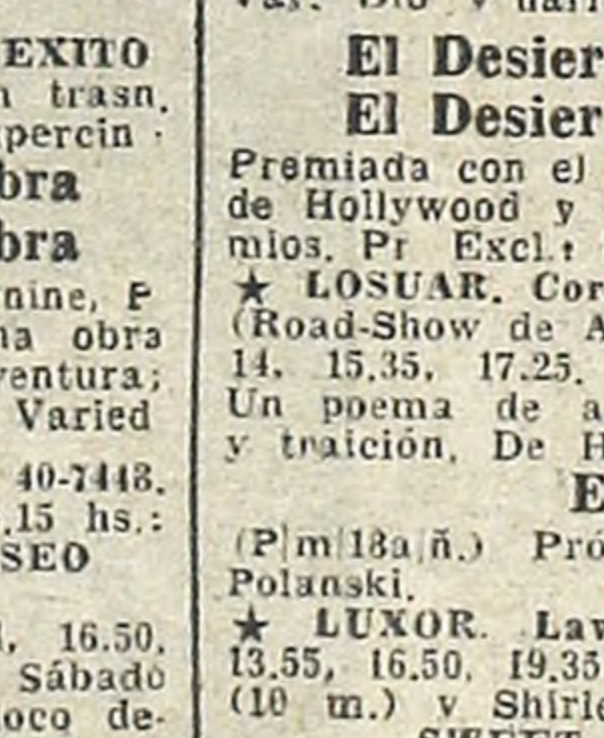 EXITO
trasn.
percin
bra
bra
nine, P
na obra
ventura;
Varied
40-7448.
.15 hs.:
SEO
16.50.
Sábado
oco de-
El Desier
El Desier
Premiada con el
de Hollywood y
mios. Pr Excl.:
★ LOSUAR. Cor
(Road-Show de A
14. 15.35. 17.25.
Un poema de a
y traición. De H
E
(P|m|18a|ñ.) Pró
Polanski.
★ LUXOR. Lav
13.55, 16.50. 19.35
(10 m.) y Shirle
SWEET